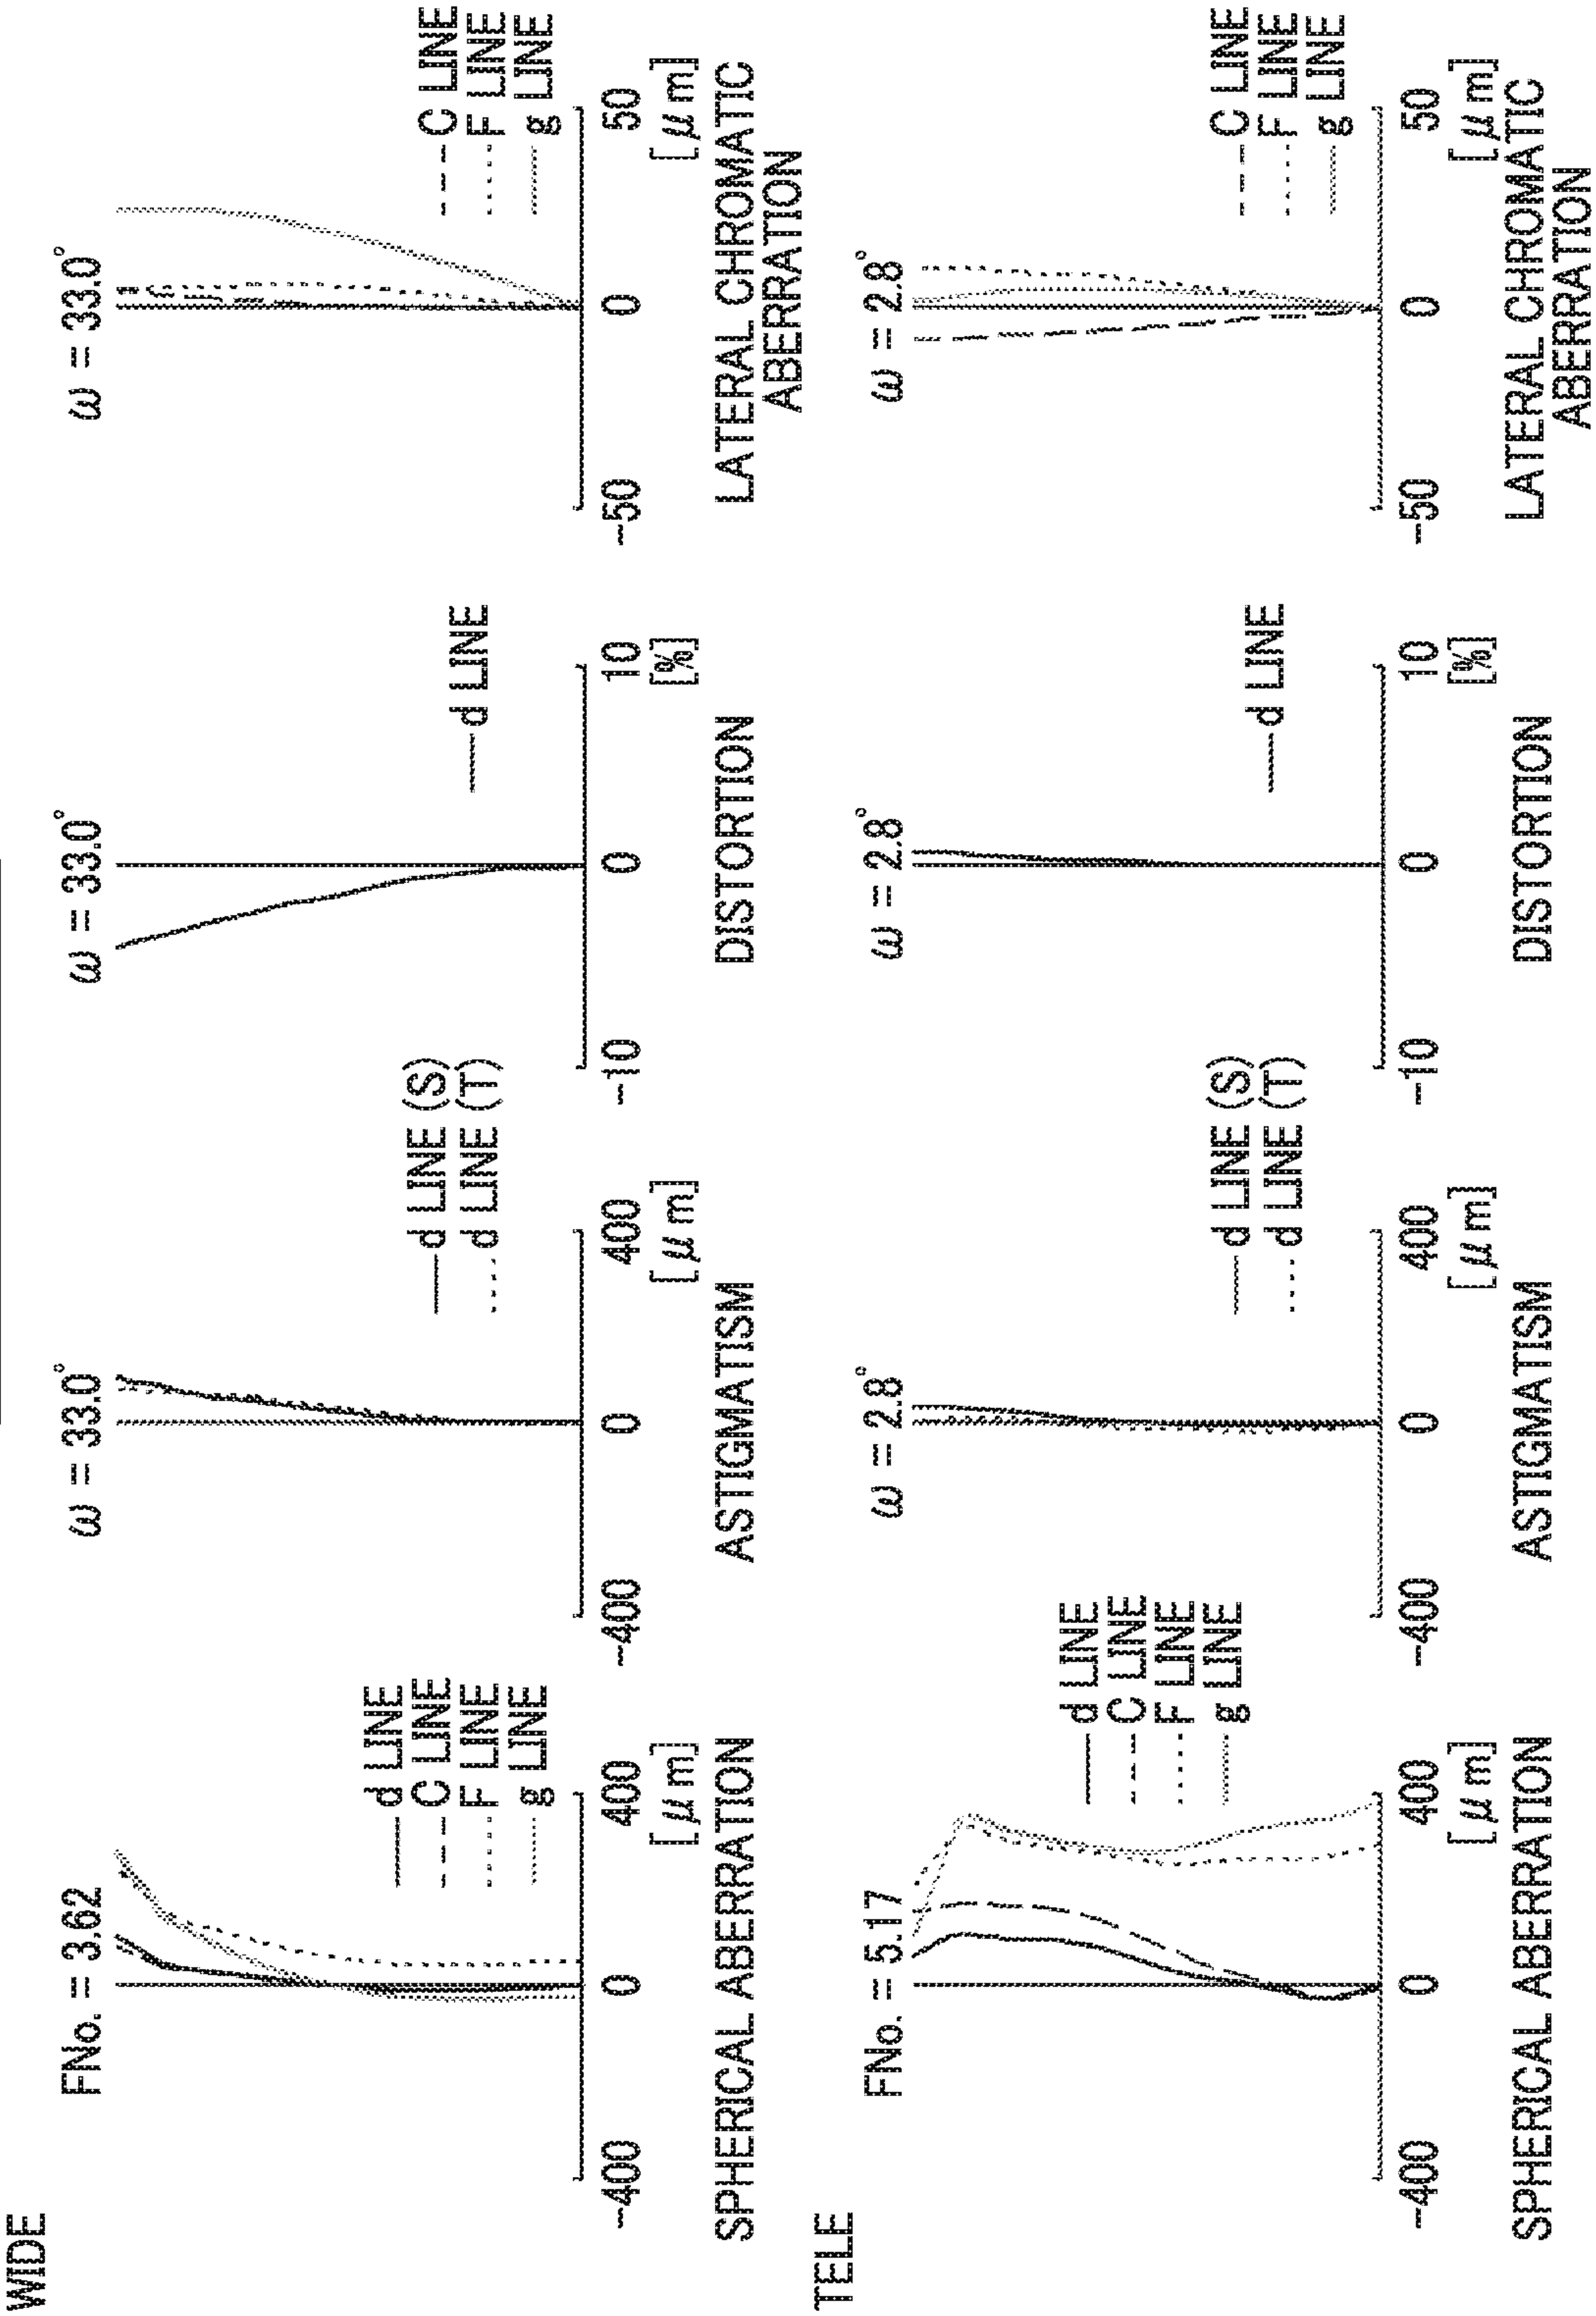 WIDE
FNo. = 3.62
d LINE
C LINE
F LINE
g LINE
-400
0
400
[μm]
SPHERICAL ABERRATION
ω = 33.0°
d LINE (S)
d LINE (T)
-400
0
400
[μm]
ASTIGMATISM
ω = 33.0°
d LINE
-10
0
10
[%]
DISTORTION
ω = 33.0°
C LINE
F LINE
g LINE
-50
0
50
[μm]
LATERAL CHROMATIC
ABERRATION
TELE
FNo. = 5.17
d LINE
C LINE
F LINE
g LINE
-400
0
400
[μm]
SPHERICAL ABERRATION
ω = 2.8°
d LINE (S)
d LINE (T)
-400
0
400
[μm]
ASTIGMATISM
ω = 2.8°
d LINE
-10
0
10
[%]
DISTORTION
ω = 2.8°
C LINE
F LINE
g LINE
-50
0
50
[μm]
LATERAL CHROMATIC
ABERRATION